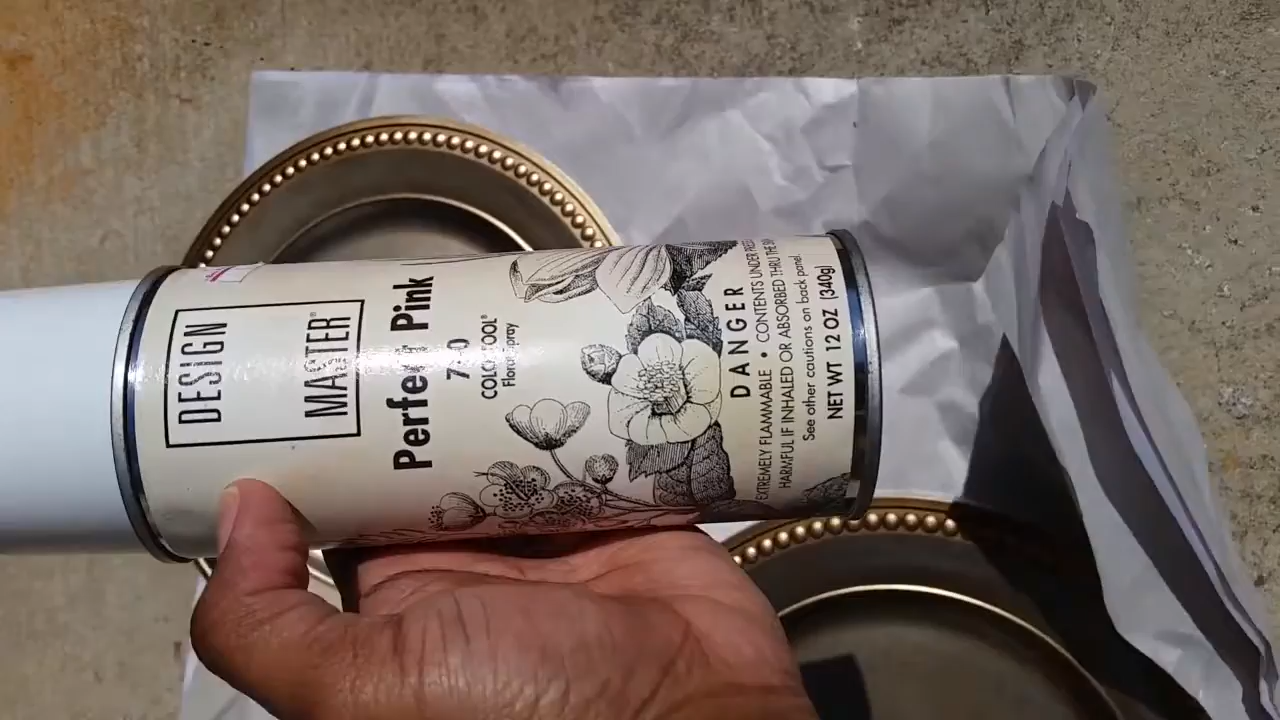 DESIGN
MASTER®
Perfect Pink
COLORTOOL®
Floral Spray
DANGER
EXTREMELY FLAMMABLE • CONTENTS UNDER
HARMFUL IF INHALED OR ABSORBED THRU THE
See other cautions on back panel
NET WT 12 OZ (340g)